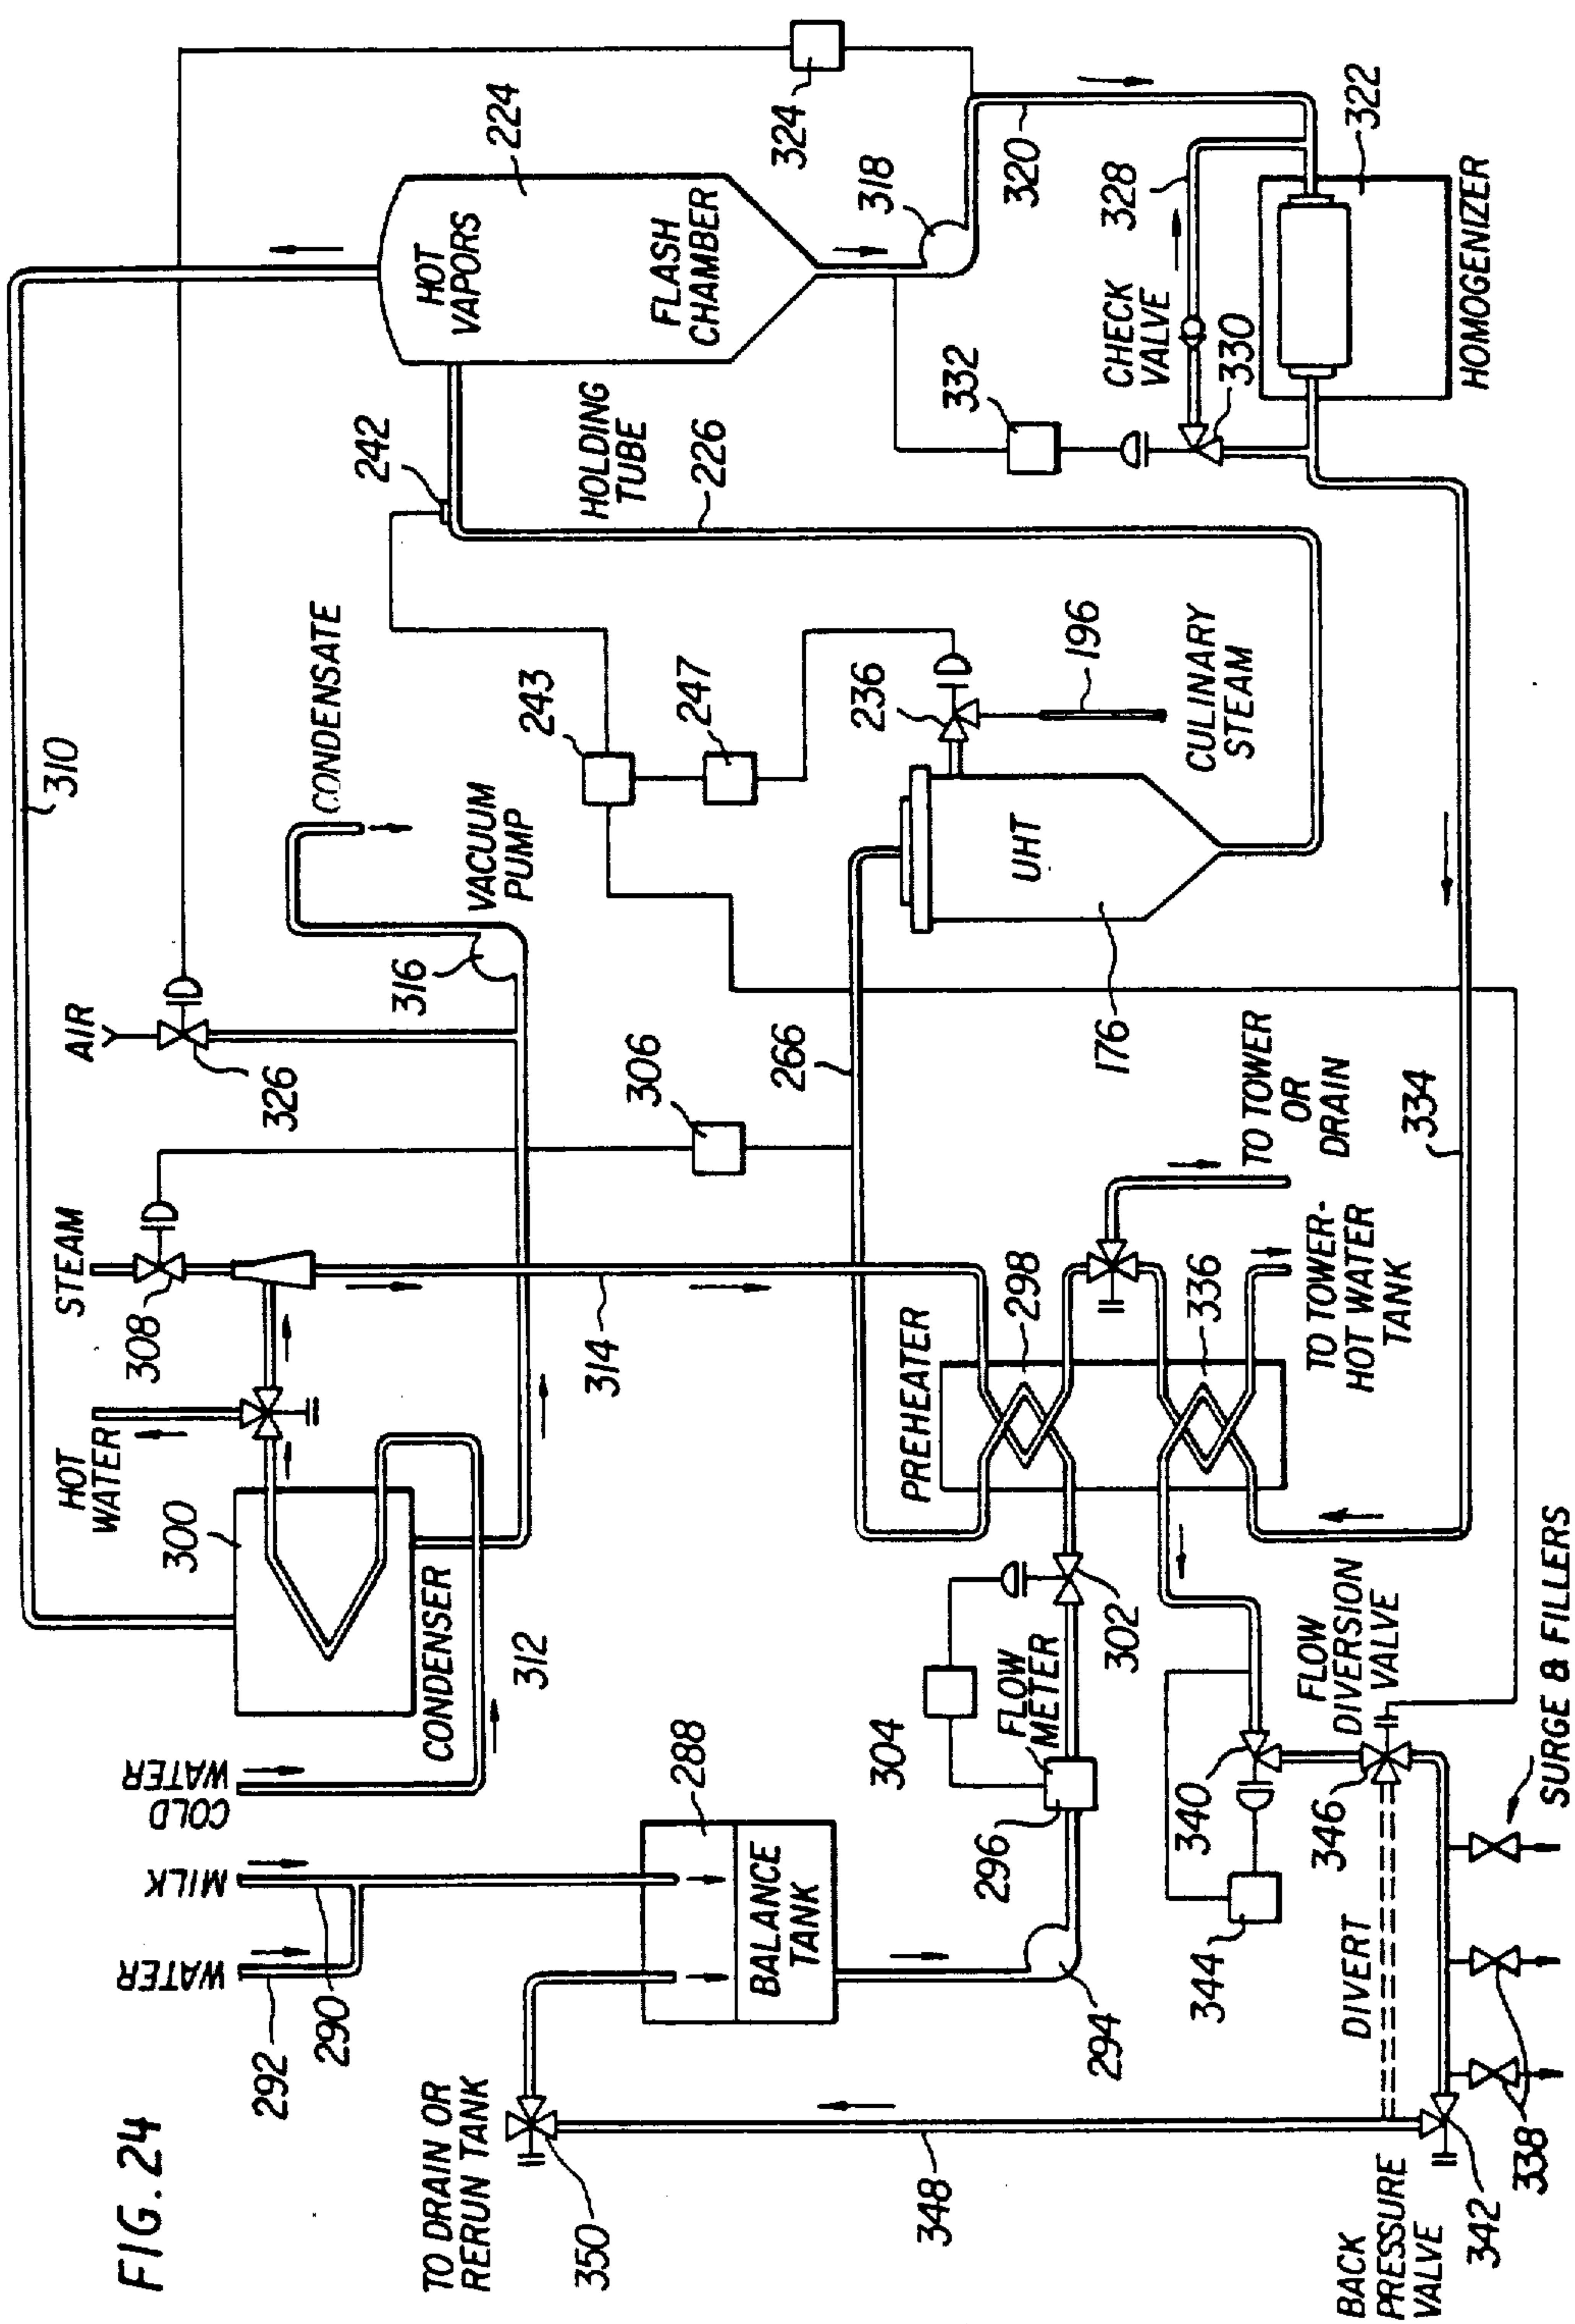 FIG. 24
310
324
HOT
VAPORS
224
FLASH
CHAMBER
318
320
328
322
HOMOGENIZER
CHECK
VALVE
330
332
242
HOLDING
TUBE
226
CONDENSATE
243
247
236
196
CULINARY
STEAM
VACUUM
PUMP
316
UHT
176
AIR
326
306
266
STEAM
308
314
HOT
WATER
300
CONDENSER
312
COLD
WATER
MILK
WATER
292
290
288
BALANCE
TANK
294
296
FLOW
METER
304
302
PREHEATER
298
336
TO TOWER
OR
DRAIN
TO TOWER-
HOT WATER
TANK
334
340
344
FLOW
DIVERSION
VALVE
346
DIVERT
SURGE & FILLERS
338
342
BACK
PRESSURE
VALVE
348
350
TO DRAIN OR
RERUN TANK